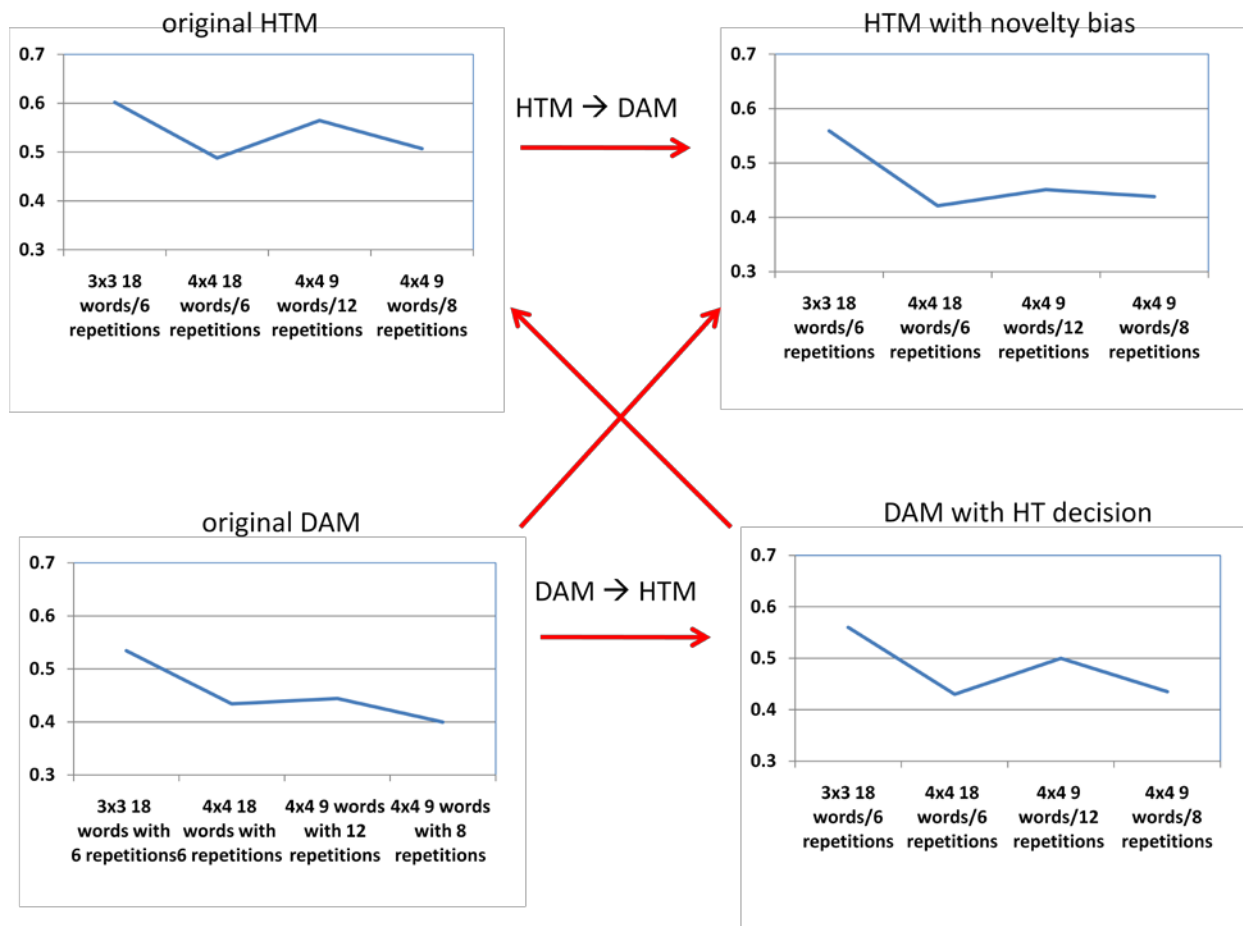 original HTM
0.7
0.6
0.5
0.4
0.3
3x3 18 words/6 repetitions
4x4 18 words/6 repetitions
4x4 9 words/12 repetitions
4x4 9 words/8 repetitions
HTM → DAM
HTM with novelty bias
0.7
0.6
0.5
0.4
0.3
3x3 18 words/6 repetitions
4x4 18 words/6 repetitions
4x4 9 words/12 repetitions
4x4 9 words/8 repetitions
original DAM
0.7
0.6
0.5
0.4
0.3
3x3 18 words with 6 repetitions
4x4 18 words with 6 repetitions
4x4 9 words with 12 repetitions
4x4 9 words with 8 repetitions
DAM → HTM
DAM with HT decision
0.7
0.6
0.5
0.4
0.3
3x3 18 words/6 repetitions
4x4 18 words/6 repetitions
4x4 9 words/12 repetitions
4x4 9 words/8 repetitions